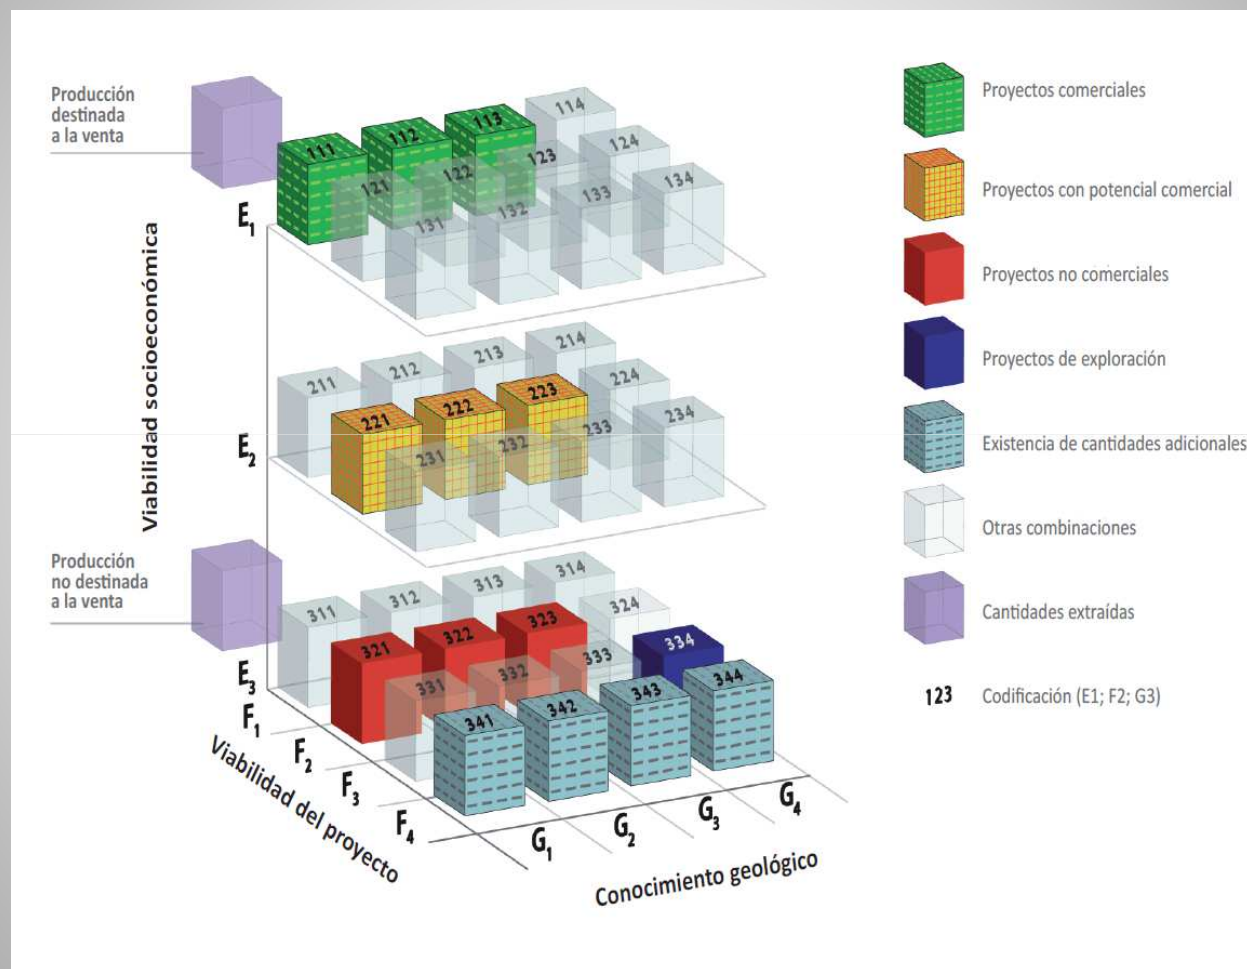 Producción
destinada
a la venta
E1
Viabilidad socioeconómica
111
112
113
114
121
122
123
124
131
132
133
134
E2
211
212
213
214
221
222
223
224
231
232
233
234
Producción
no destinada
a la venta
E3
311
312
313
314
321
322
323
324
331
332
333
334
341
342
343
344
F1
F2
F3
F4
Viabilidad del proyecto
G1
G2
G3
G4
Conocimiento geológico
Proyectos comerciales
Proyectos con potencial comercial
Proyectos no comerciales
Proyectos de exploración
Existencia de cantidades adicionales
Otras combinaciones
Cantidades extraídas
123 Codificación (E1; F2; G3)